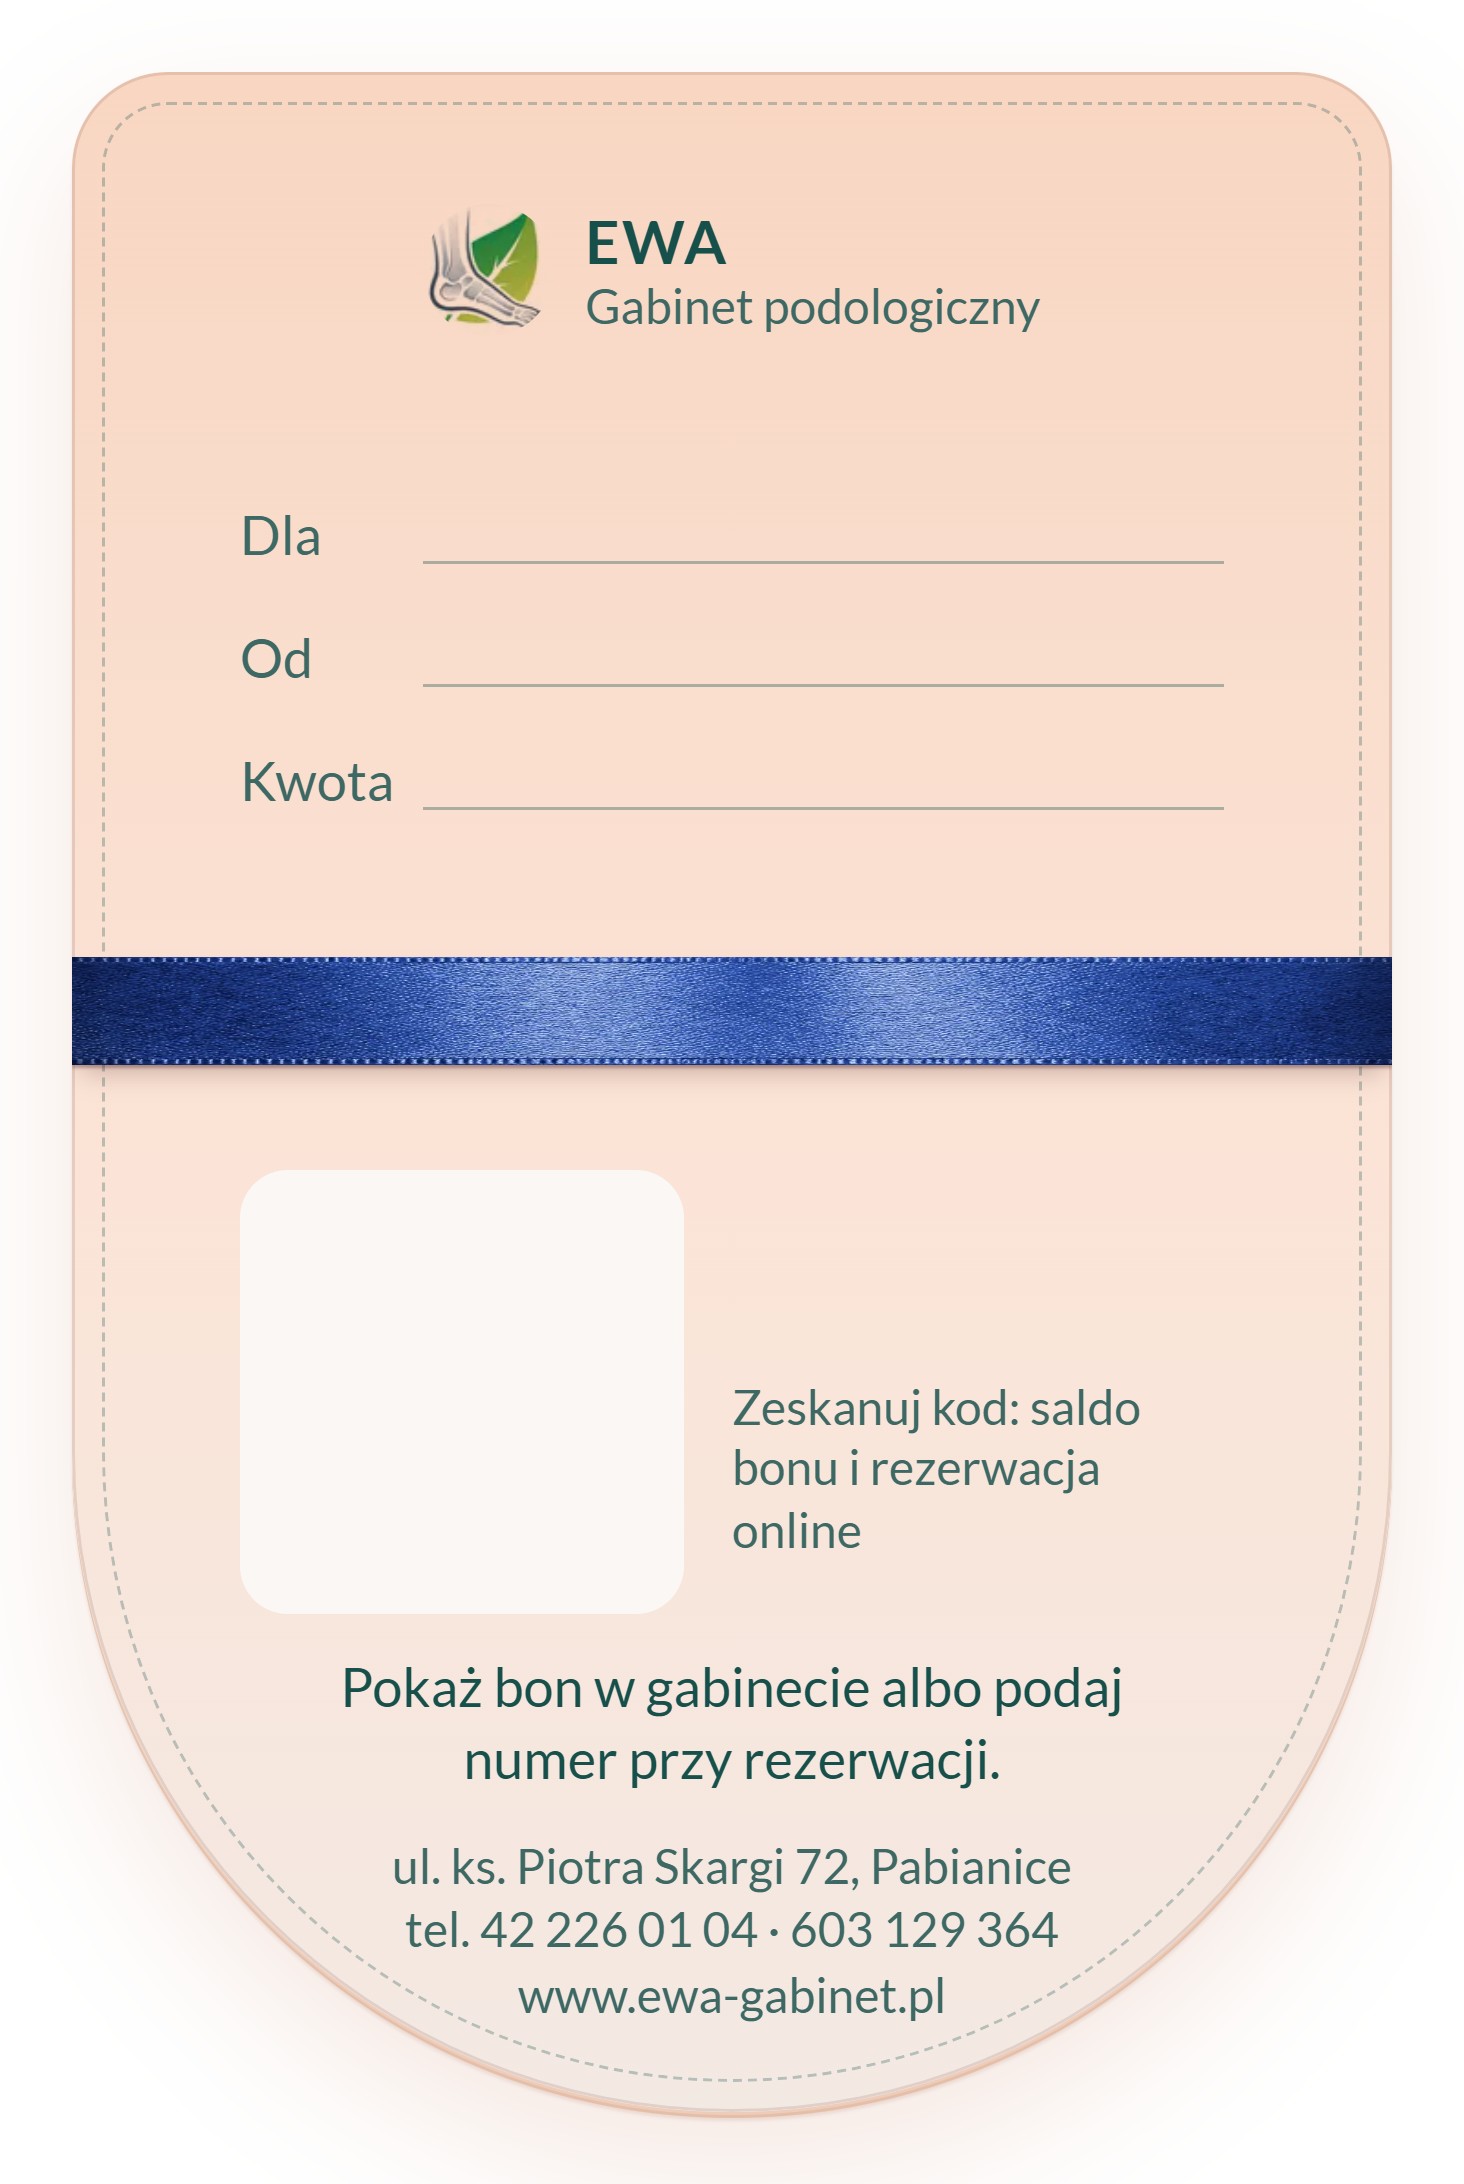 EWA
Gabinet podologiczny
Dla
Od
Kwota
Zeskanuj kod: saldo
bonu i rezerwacja
online
Pokaż bon w gabinecie albo podaj
numer przy rezerwacji.
ul. ks. Piotra Skargi 72, Pabianice
tel. 42 226 01 04 · 603 129 364
www.ewa-gabinet.pl